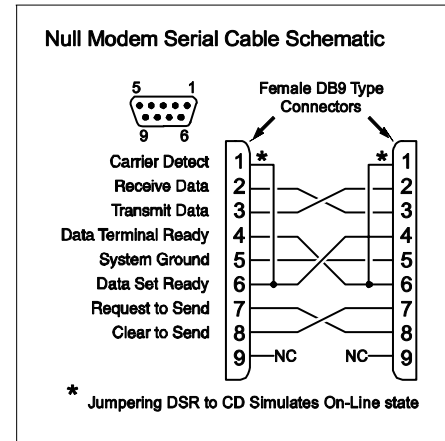 Null Modem Serial Cable Schematic
5 1
9 6
Female DB9 Type
Connectors
Carrier Detect 1 * * 1
Receive Data 2 2
Transmit Data 3 3
Data Terminal Ready 4 4
System Ground 5 5
Data Set Ready 6 6
Request to Send 7 7
Clear to Send 8 8
9 NC NC 9
* Jumpering DSR to CD Simulates On-Line state